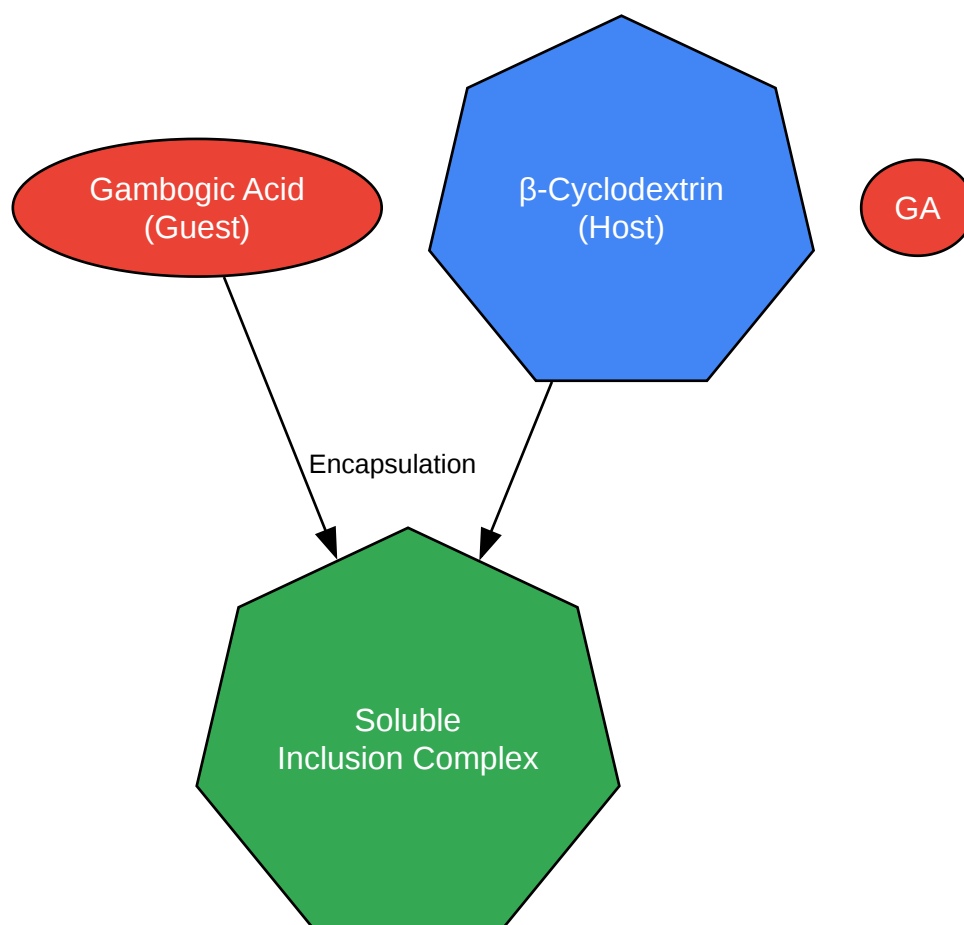 Gambogic Acid
(Guest)
β-Cyclodextrin
(Host)
GA
Encapsulation
Soluble
Inclusion Complex